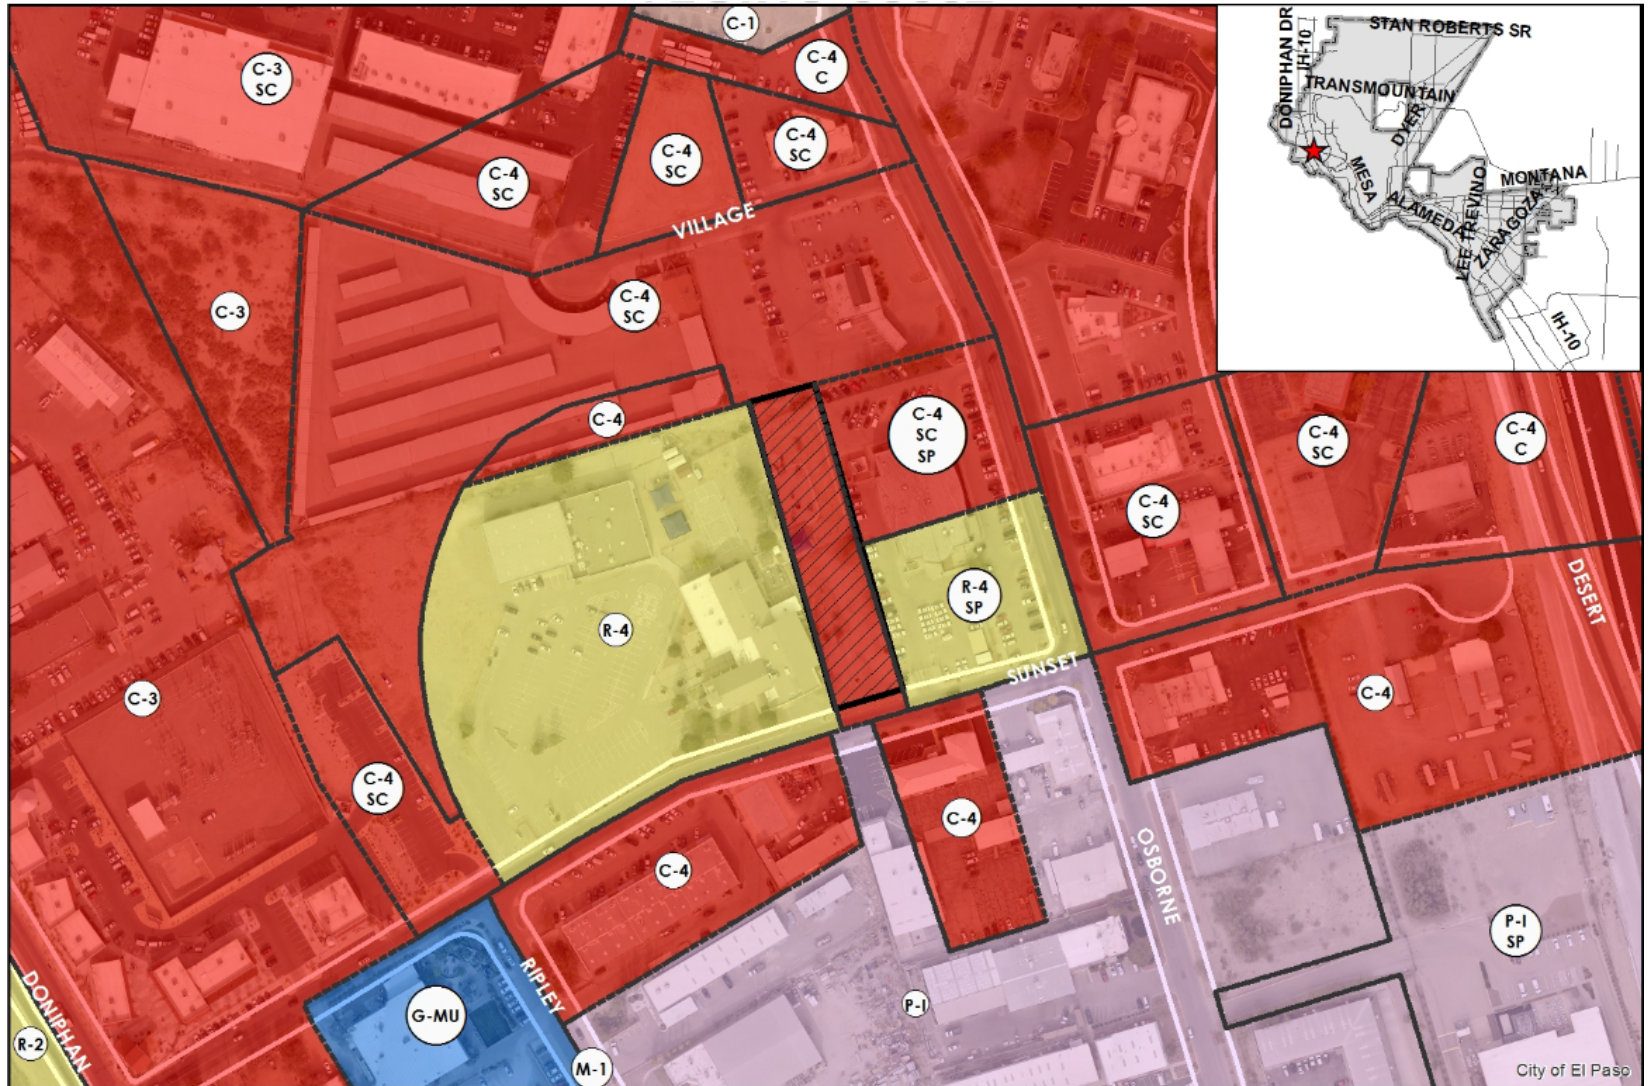 C-1
C-3
SC
C-4
C
C-4
SC
C-4
SC
C-4
SC
VILLAGE
C-3
C-4
SC
C-4
C-4
SC
SP
C-4
SC
C-4
SC
C-4
C
R-4
R-4
SP
SUNSET
DESERT
C-3
C-4
C-4
SC
C-4
C-4
OSBORNE
P-I
SP
RIPLEY
DONIPHAN
G-MU
P-I
R-2
M-1
DONIPHAN DR
IH-10
STAN ROBERTS SR
TRANSMOUNTAIN
DYER
MESA
MONTANA
ALAMEDA
LEE TREVINO
ZARAGOZA
IH-10
City of El Paso